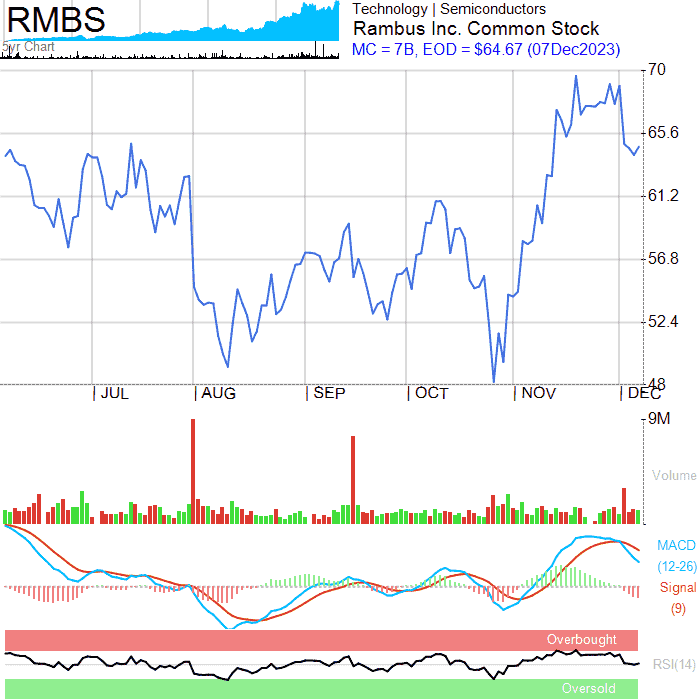 RMBS
5yr Chart
Technology | Semiconductors
Rambus Inc. Common Stock
MC = 7B, EOD = $64.67 (07Dec2023)
70
65.6
61.2
56.8
52.4
48
JUL AUG SEP OCT NOV DEC
9M
Volume
MACD
(12-26)
Signal
(9)
Overbought
RSI(14)
Oversold